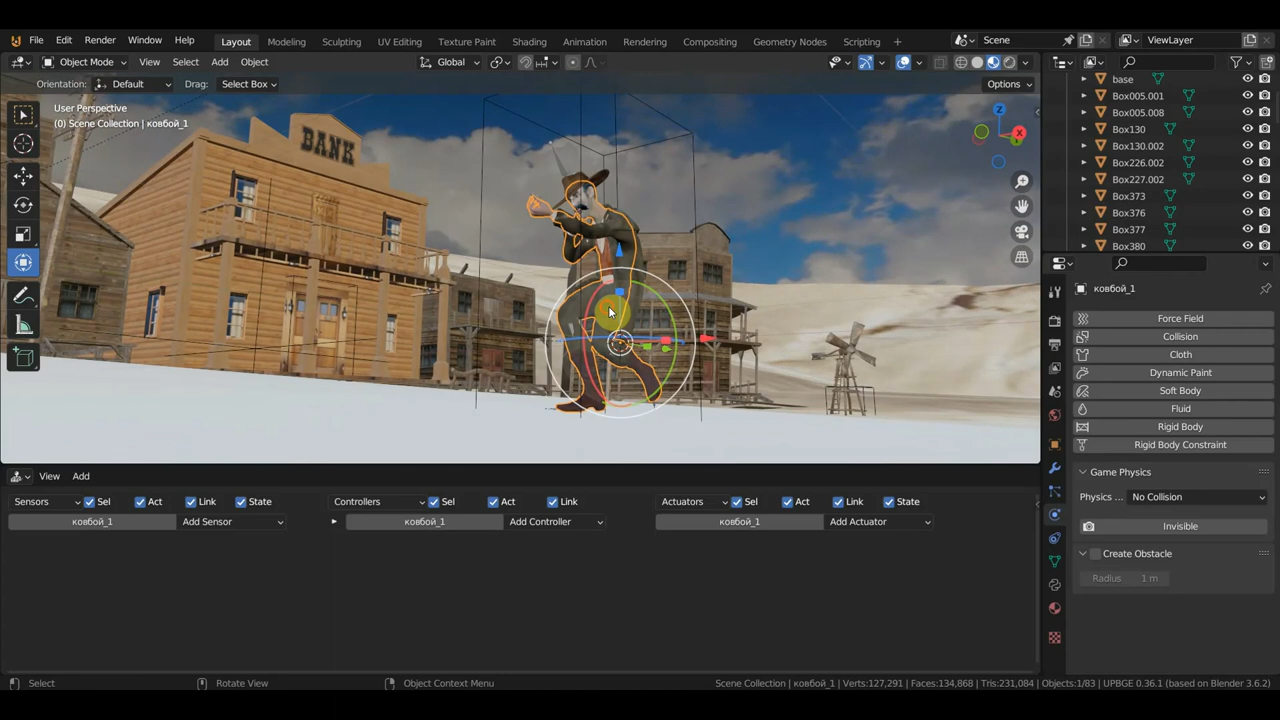 File Edit Render Window Help Layout Modeling Sculpting UV Editing Texture Paint Shading Animation Rendering Compositing Geometry Nodes Scripting + Scene ViewLayer
Object Mode View Select Add Object Global
Orientation: Default Drag: Select Box Options
User Perspective
(0) Scene Collection | ковбой_1
BANK
Z
X
base
Box005.001
Box005.008
Box130
Box130.002
Box226.002
Box227.002
Box373
Box376
Box377
Box380
ковбой_1
Force Field
Collision
Cloth
Dynamic Paint
Soft Body
Fluid
Rigid Body
Rigid Body Constraint
Game Physics
Physics ... No Collision
Invisible
Create Obstacle
Radius 1 m
View Add
Sensors Sel Act Link State Controllers Sel Act Link Actuators Sel Act Link State
ковбой_1 Add Sensor ковбой_1 Add Controller ковбой_1 Add Actuator
Select Rotate View Object Context Menu Scene Collection | ковбой_1 | Verts:127,291 | Faces:134,868 | Tris:231,084 | Objects:1/83 | UPBGE 0.36.1 (based on Blender 3.6.2)